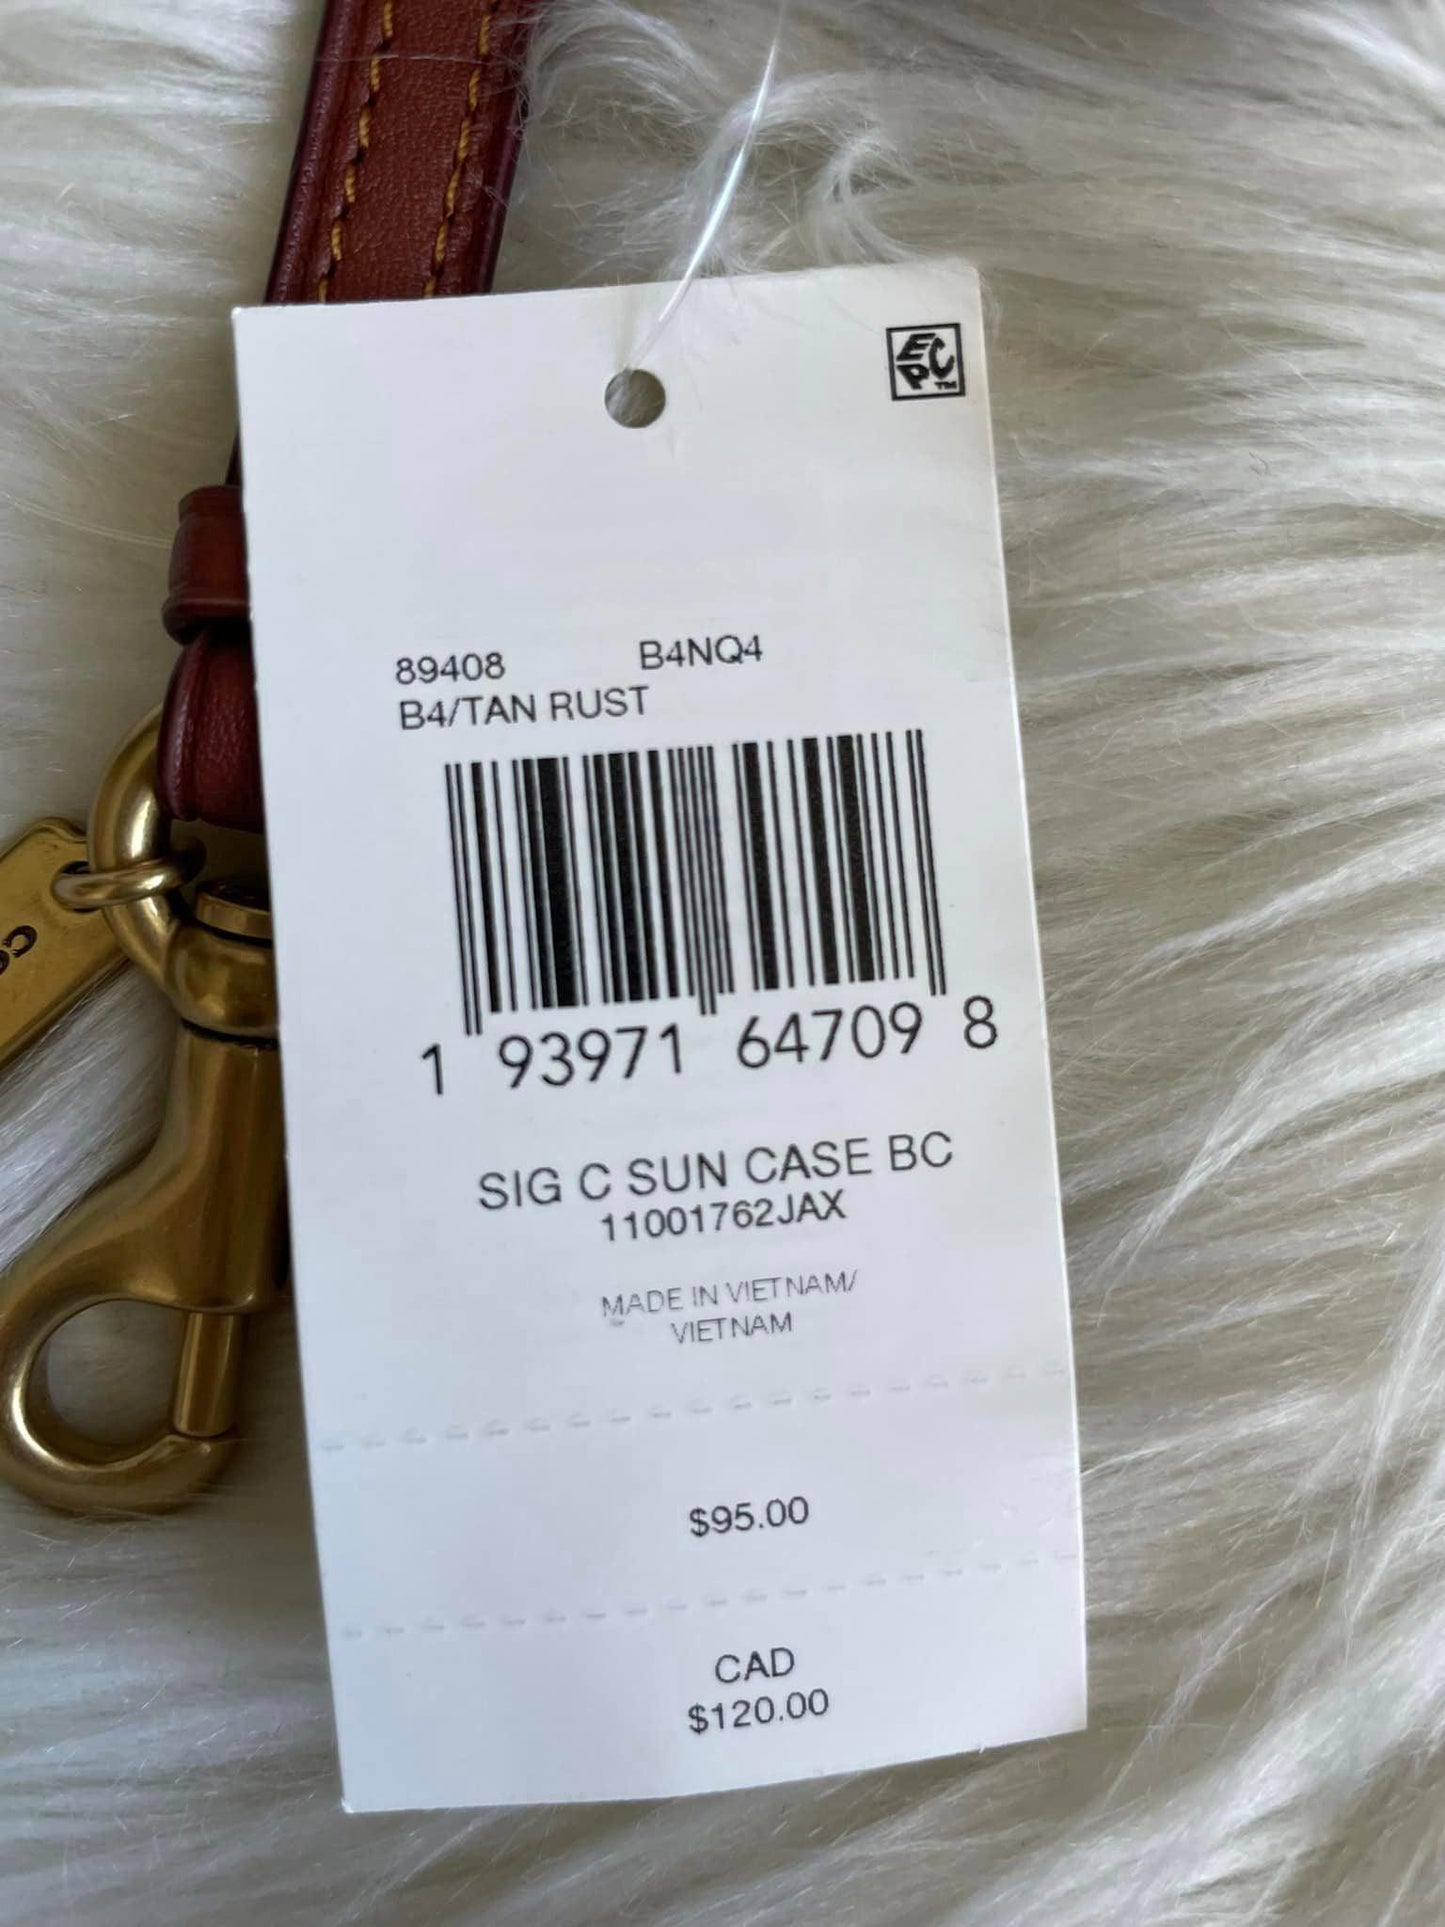 EPC™
89408 B4NQ4
B4/TAN RUST
1 93971 64709 8
SIG C SUN CASE BC
11001762JAX
MADE IN VIETNAM/
VIETNAM
$95.00
CAD
$120.00